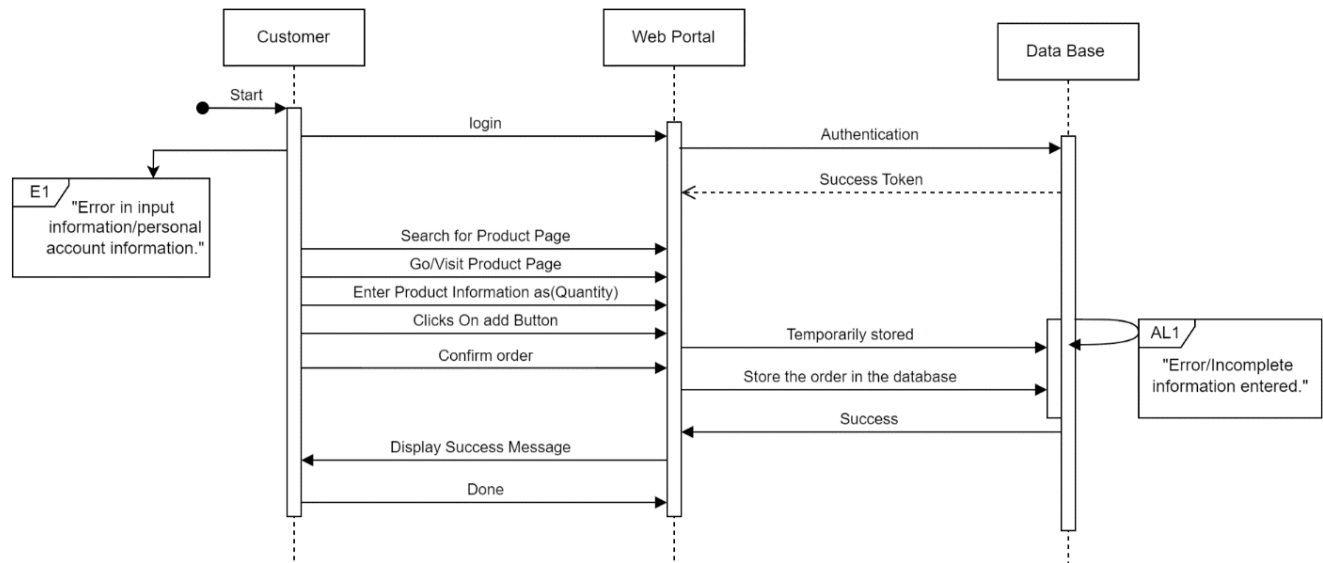 Customer
Web Portal
Data Base
Start
login
Authentication
Success Token
E1
"Error in input
information/personal
account information."
Search for Product Page
Go/Visit Product Page
Enter Product Information as(Quantity)
Clicks On add Button
Temporarily stored
AL1
"Error/Incomplete
information entered."
Confirm order
Store the order in the database
Success
Display Success Message
Done